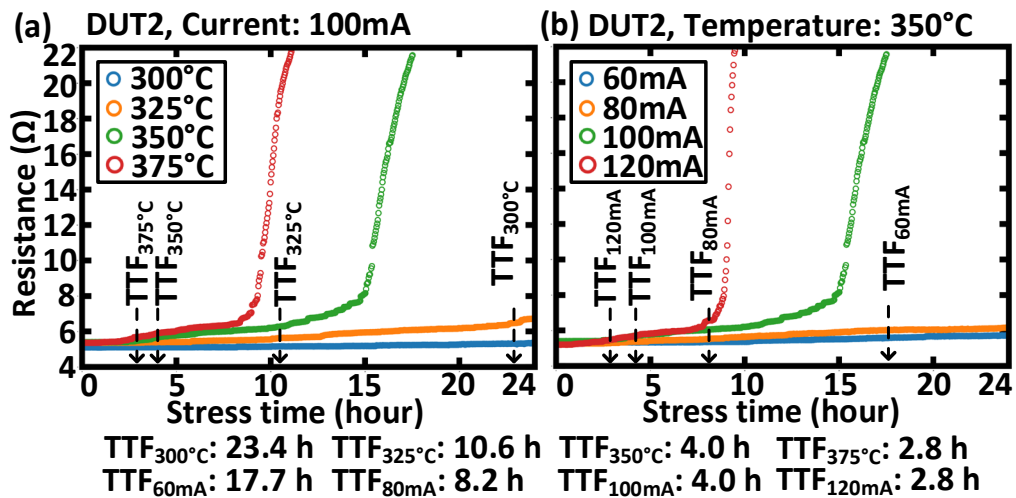 (a) DUT2, Current: 100mA
22
20
18
16
14
12
10
8
6
4
Resistance (Ω)
300°C
325°C
350°C
375°C
TTF375°C
TTF350°C
TTF325°C
TTF300°C
0 5 10 15 20 24
Stress time (hour)
(b) DUT2, Temperature: 350°C
60mA
80mA
100mA
120mA
TTF120mA
TTF100mA
TTF80mA
TTF60mA
0 5 10 15 20 24
Stress time (hour)
TTF300°C: 23.4 h TTF325°C: 10.6 h TTF350°C: 4.0 h TTF375°C: 2.8 h
TTF60mA: 17.7 h TTF80mA: 8.2 h TTF100mA: 4.0 h TTF120mA: 2.8 h